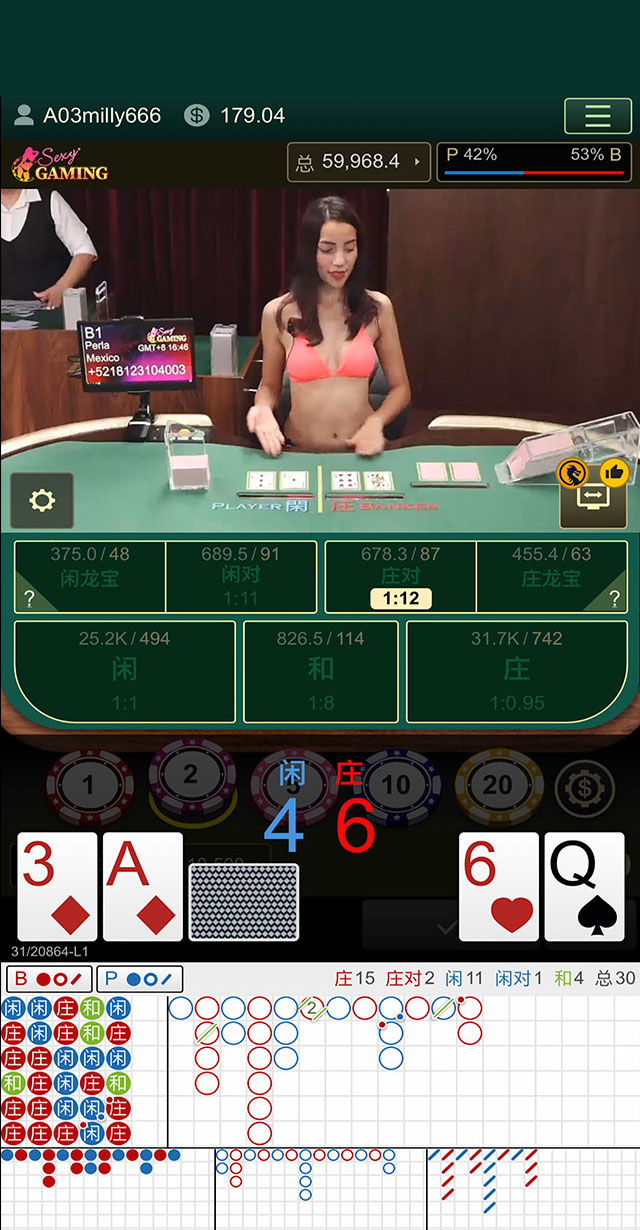 A03milly666 $ 179.04
Sexy GAMING
总 59,968.4
P 42% 53% B
B1 Sexy GAMING
Perla GMT+8 16:46
Mexico
+5218123104003
PLAYER 閑 庄 BANKER
375.0/48 689.5/91 678.3/87 455.4/63
闲龙宝 闲对 庄对 庄龙宝
? 1:11 1:12 ?
25.2K/494 826.5/114 31.7K/742
闲 和 庄
1:1 1:8 1:0.95
1 2 5 10 20 $
闲 庄
4 6
3 A 6 Q
31/20864-L1
B P 庄15 庄对2 闲11 闲对1 和4 总30
闲 闲 庄 和 闲
庄 闲 庄 和 庄
庄 庄 闲 闲 闲
和 庄 闲 庄 和
庄 庄 闲 闲 庄
庄 庄 庄 闲 庄
2